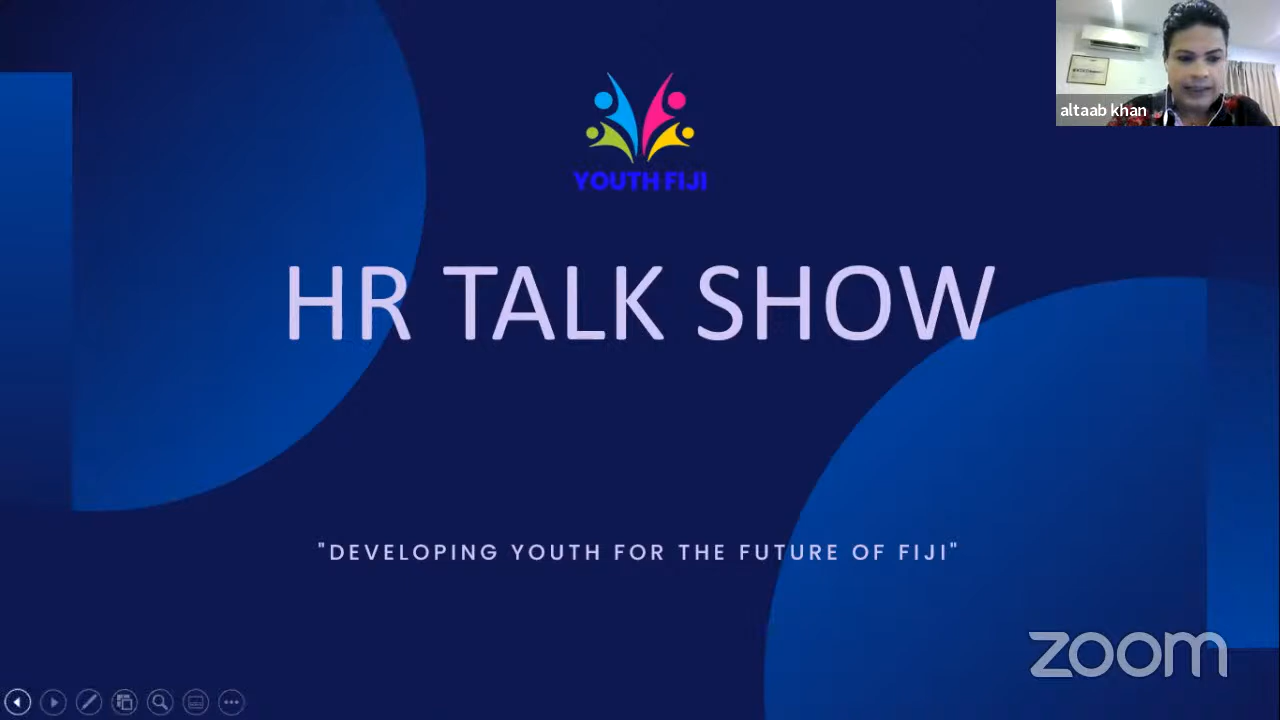 altaab khan
YOUTH FIJI
HR TALK SHOW
"DEVELOPING YOUTH FOR THE FUTURE OF FIJI"
zoom